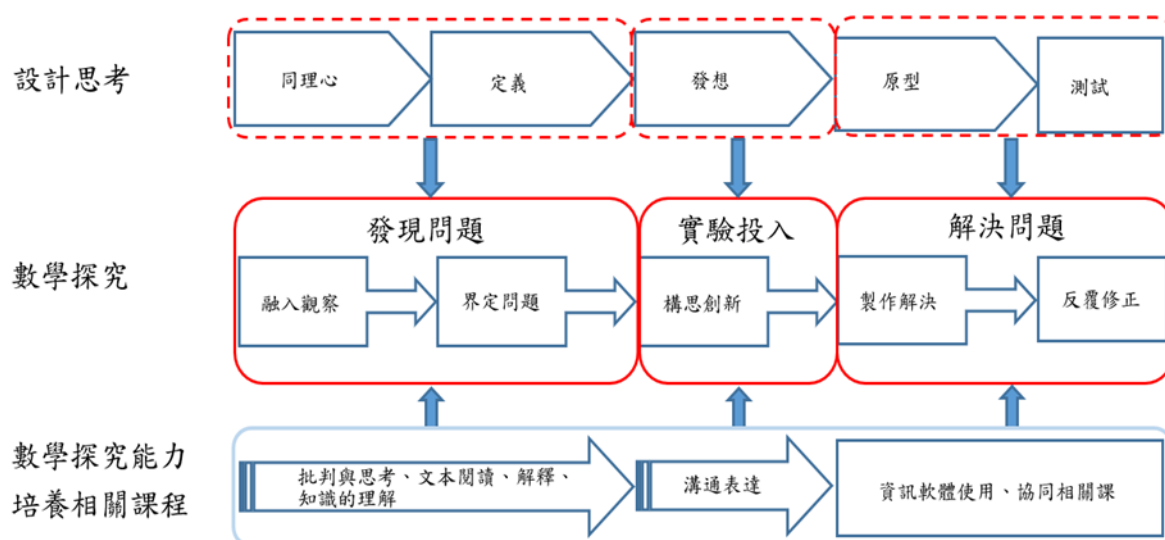 設計思考
同理心
定義
發想
原型
測試
數學探究
發現問題
實驗投入
解決問題
融入觀察
界定問題
構思創新
製作解決
反覆修正
數學探究能力
培養相關課程
批判與思考、文本閱讀、解釋、
知識的理解
溝通表達
資訊軟體使用、協同相關課